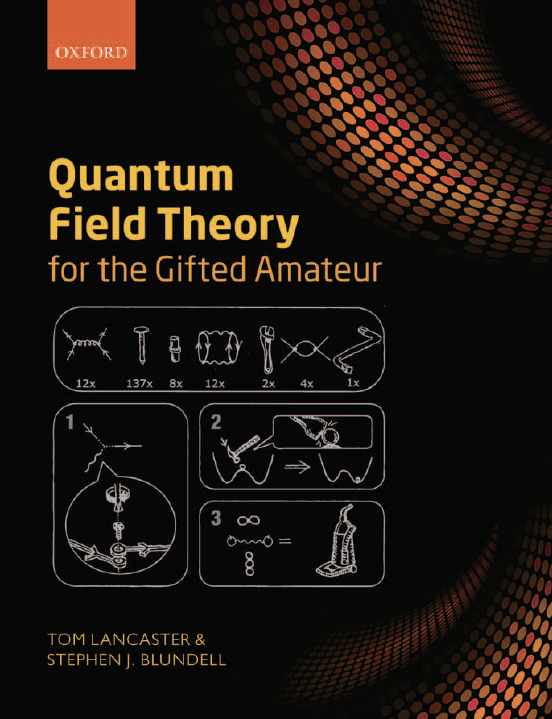 OXFORD
Quantum
Field Theory
for the Gifted Amateur
12x 137x 8x 12x 2x 4x 1x
1
2
3
=
TOM LANCASTER &
STEPHEN J. BLUNDELL